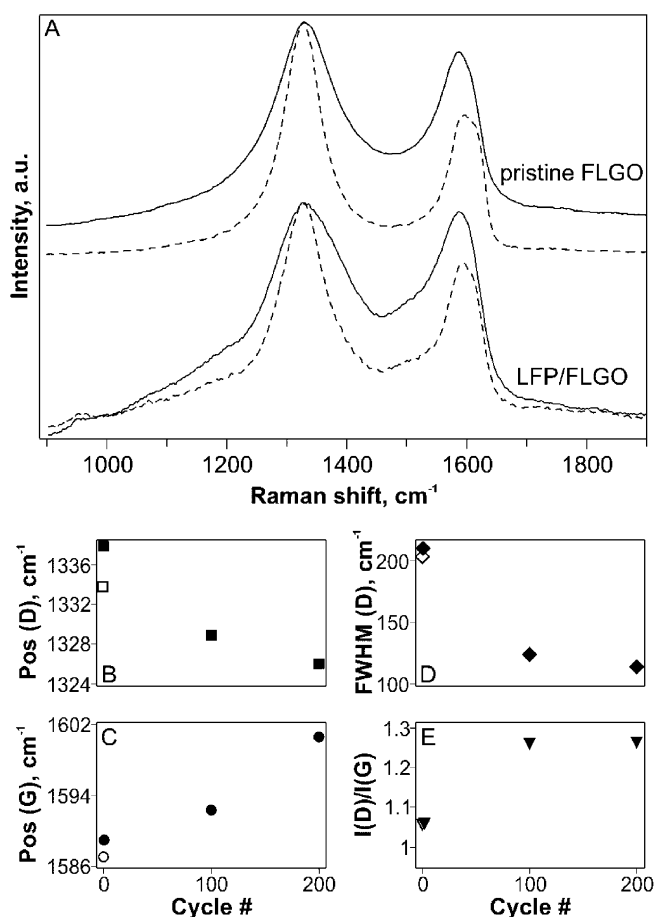 A
Intensity, a.u.
pristine FLGO
LFP/FLGO
1000 1200 1400 1600 1800
Raman shift, cm⁻¹
Pos (D), cm⁻¹
1336
1332
1328
1324
B
FWHM (D), cm⁻¹
200
150
100
D
Pos (G), cm⁻¹
1602
1594
1586
C
0 100 200
Cycle #
I(D)/I(G)
1.3
1.2
1.1
1
E
0 100 200
Cycle #